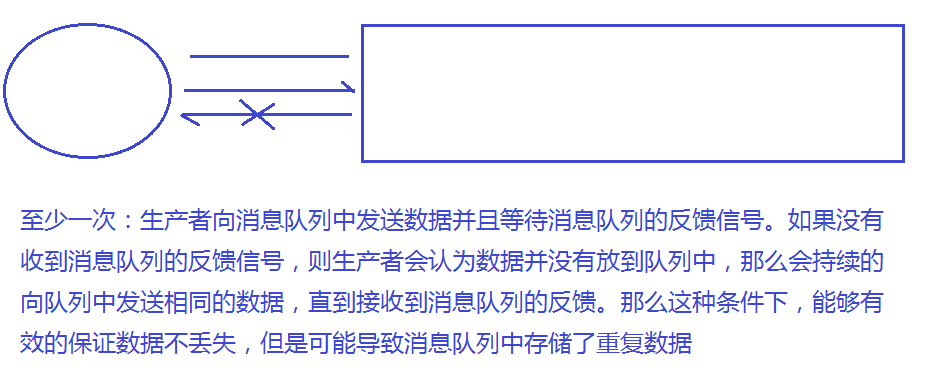 至少一次：生产者向消息队列中发送数据并且等待消息队列的反馈信号。如果没有
收到消息队列的反馈信号，则生产者会认为数据并没有放到队列中，那么会持续的
向队列中发送相同的数据，直到接收到消息队列的反馈。那么这种条件下，能够有
效的保证数据不丢失，但是可能导致消息队列中存储了重复数据